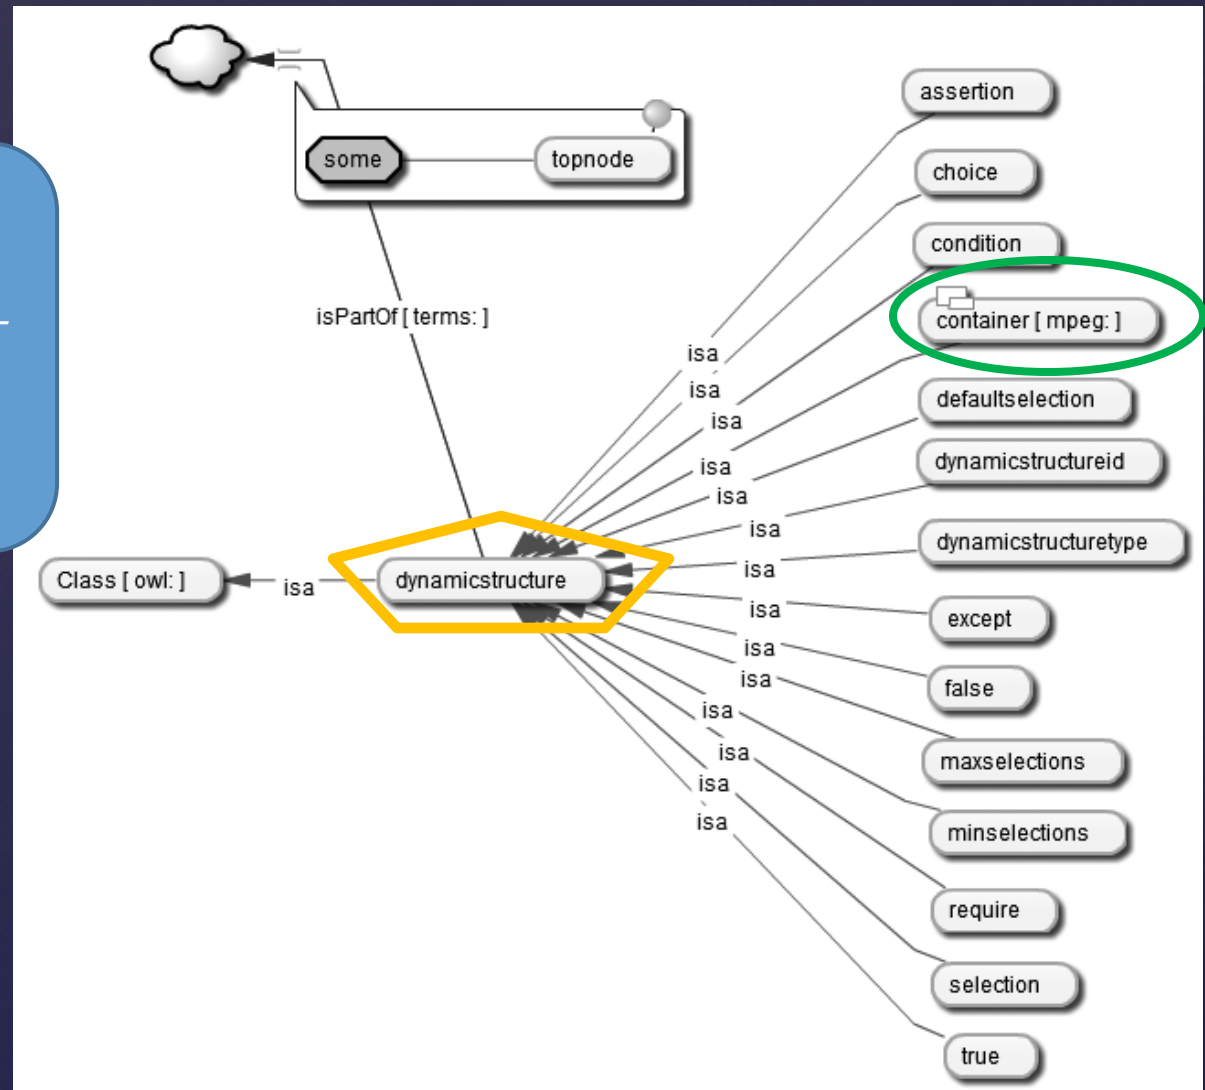 assertion
some
topnode
choice
condition
isPartOf [ terms: ]
container [ mpeg: ]
isa
isa
defaultselection
isa
isa
dynamicstructureid
isa
isa
dynamicstructuretype
isa
Class [ owl: ]
isa
dynamicstructure
isa
except
isa
isa
false
isa
isa
maxselections
isa
isa
minselections
require
selection
true